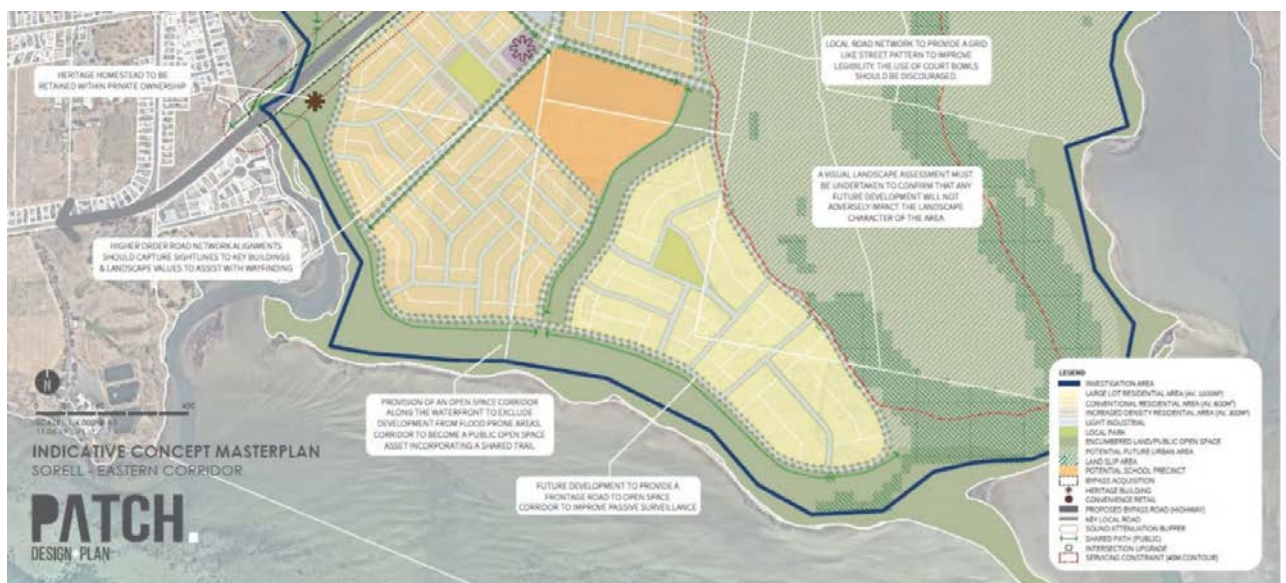 HERITAGE HOMESTEAD TO BE
RETAINED WITHIN PRIVATE OWNERSHIP
LOCAL ROAD NETWORK TO PROVIDE A GRID
LIKE STREET PATTERN TO IMPROVE
LEGIBILITY. THE USE OF COURT BOWLS
SHOULD BE DISCOURAGED.
A VISUAL LANDSCAPE ASSESSMENT MUST
BE UNDERTAKEN TO CONFIRM THAT ANY
FUTURE DEVELOPMENT WILL NOT
ADVERSELY IMPACT THE LANDSCAPE
CHARACTER OF THE AREA
HIGHER ORDER ROAD NETWORK ALIGNMENTS
SHOULD CAPTURE SIGHTLINES TO KEY BUILDINGS
& LANDSCAPE VALUES TO ASSIST WITH WAYFINDING
PROVISION OF AN OPEN SPACE CORRIDOR
ALONG THE WATERFRONT TO EXCLUDE
DEVELOPMENT FROM FLOOD PRONE AREAS.
CORRIDOR TO BECOME A PUBLIC OPEN SPACE
ASSET INCORPORATING A SHARED TRAIL.
FUTURE DEVELOPMENT TO PROVIDE A
FRONTAGE ROAD TO OPEN SPACE
CORRIDOR TO IMPROVE PASSIVE SURVEILLANCE
N
400
INDICATIVE CONCEPT MASTERPLAN
SORELL - EASTERN CORRIDOR
PATCH.
DESIGN PLAN
LEGEND
INVESTIGATION AREA
LARGE LOT RESIDENTIAL AREA (AV. 1000M²)
CONVENTIONAL RESIDENTIAL AREA (AV. 600M²)
INCREASED DENSITY RESIDENTIAL AREA (AV. 300M²)
LIGHT INDUSTRIAL
LOCAL PARK
ENCUMBERED LAND/PUBLIC OPEN SPACE
POTENTIAL FUTURE URBAN AREA
LAND SLIP AREA
POTENTIAL SCHOOL PRECINCT
BYPASS ACQUISITION
HERITAGE BUILDING
CONVENIENCE RETAIL
PROPOSED BYPASS ROAD (HIGHWAY)
KEY LOCAL ROAD
SOUND ATTENUATION BUFFER
SHARED PATH (PUBLIC)
INTERSECTION UPGRADE
SERVICING CONSTRAINT (45M CONTOUR)